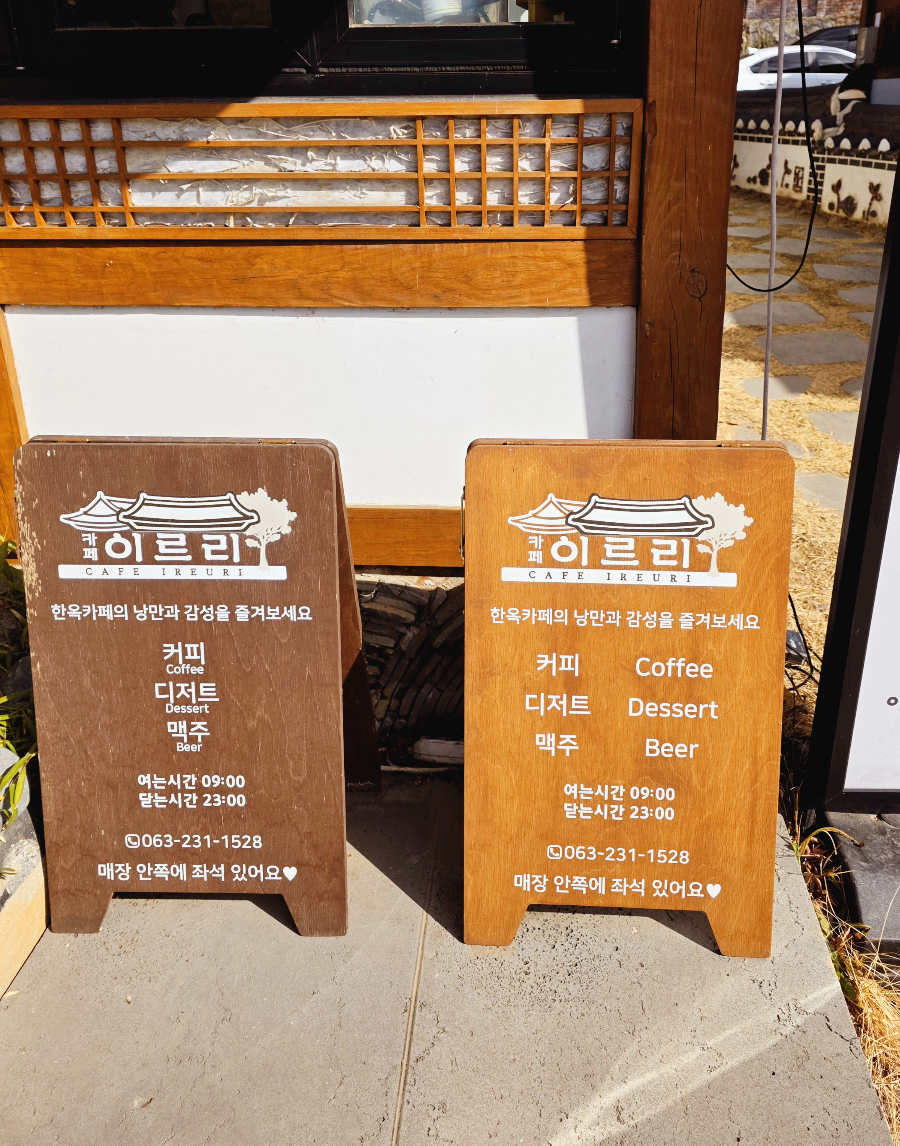 카페 이르리
CAFE IREURI
한옥카페의 낭만과 감성을 즐겨보세요
커피
Coffee
디저트
Dessert
맥주
Beer
여는시간 09:00
닫는시간 23:00
063-231-1528
매장 안쪽에 좌석 있어요♥
카페 이르리
CAFE IREURI
한옥카페의 낭만과 감성을 즐겨보세요
커피 Coffee
디저트 Dessert
맥주 Beer
여는시간 09:00
닫는시간 23:00
063-231-1528
매장 안쪽에 좌석 있어요♥